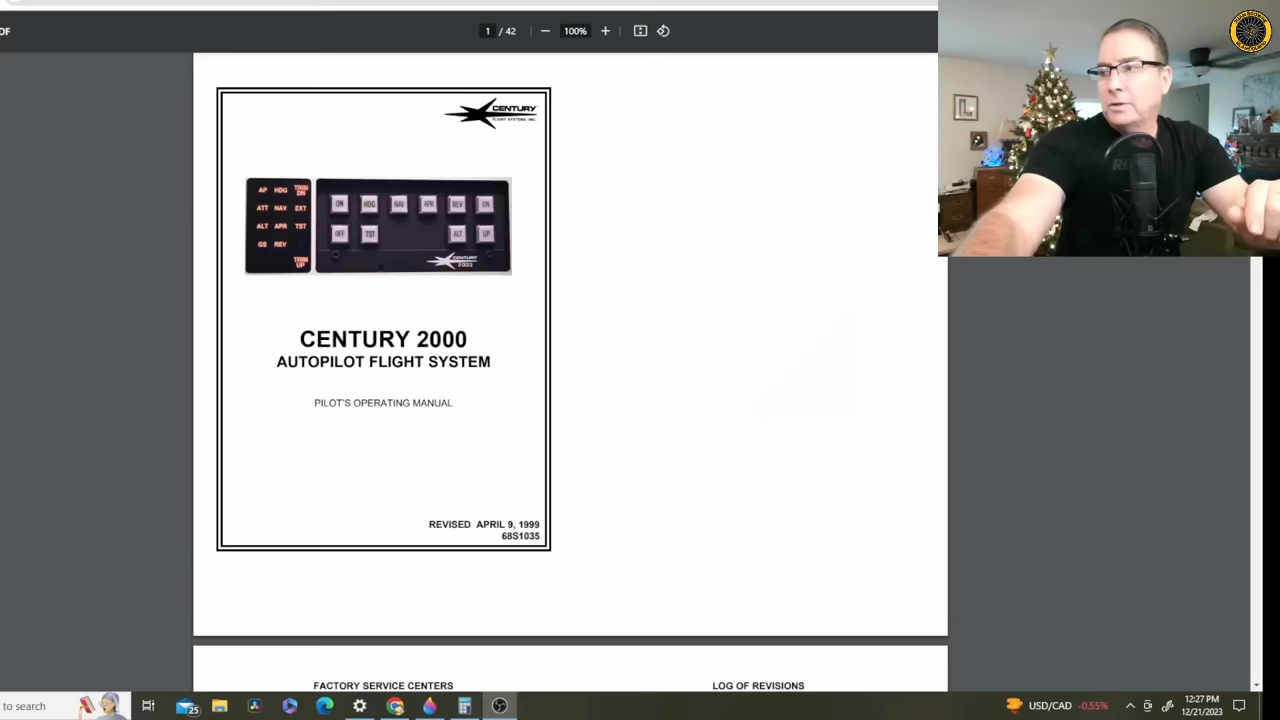 DF
1 / 42
100%
CENTURY
FLIGHT SYSTEMS, INC.
AP HDG TRIM DN
ATT NAV EXT
ALT APR TST
GS REV
TRIM UP
ON HDG NAV APR REV DN
OFF TST ALT UP
CENTURY
2000
CENTURY 2000
AUTOPILOT FLIGHT SYSTEM
PILOT'S OPERATING MANUAL
REVISED APRIL 9, 1999
68S1035
FACTORY SERVICE CENTERS
LOG OF REVISIONS
to search
25
USD/CAD -0.55%
12:27 PM
12/21/2023